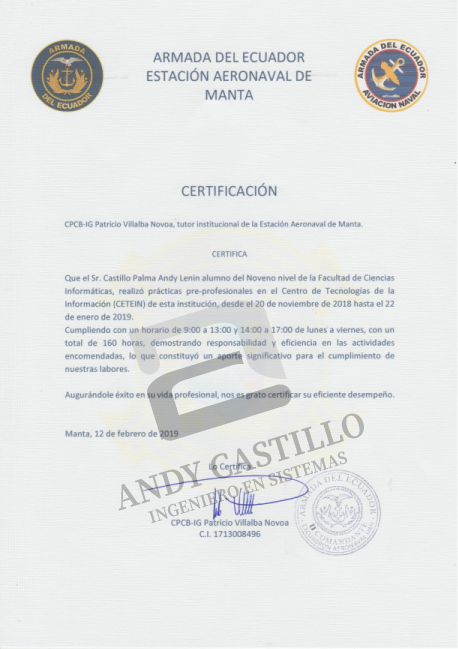 ARMADA DEL ECUADOR
ARMADA DEL ECUADOR
ESTACIÓN AERONAVAL DE
MANTA
ARMADA DEL ECUADOR
AVIACION NAVAL
CERTIFICACIÓN
CPCB-IG Patricio Villalba Novoa, tutor institucional de la Estación Aeronaval de Manta.
CERTIFICA
Que el Sr. Castillo Palma Andy Lenin alumno del Noveno nivel de la Facultad de Ciencias
Informáticas, realizó prácticas pre-profesionales en el Centro de Tecnologías de la
Información (CETEIN) de esta institución, desde el 20 de noviembre de 2018 hasta el 22
de enero de 2019.
Cumpliendo con un horario de 9:00 a 13:00 y 14:00 a 17:00 de lunes a viernes, con un
total de 160 horas, demostrando responsabilidad y eficiencia en las actividades
encomendadas, lo que constituyó un aporte significativo para el cumplimiento de
nuestras labores.
Augurándole éxito en su vida profesional, nos es grato certificar su eficiente desempeño.
Manta, 12 de febrero de 2019
ANDY CASTILLO
INGENIERO EN SISTEMAS
Lo Certifica
CPCB-IG Patricio Villalba Novoa
C.I. 1713008496
ARMADA DEL ECUADOR
II COMANDANTE